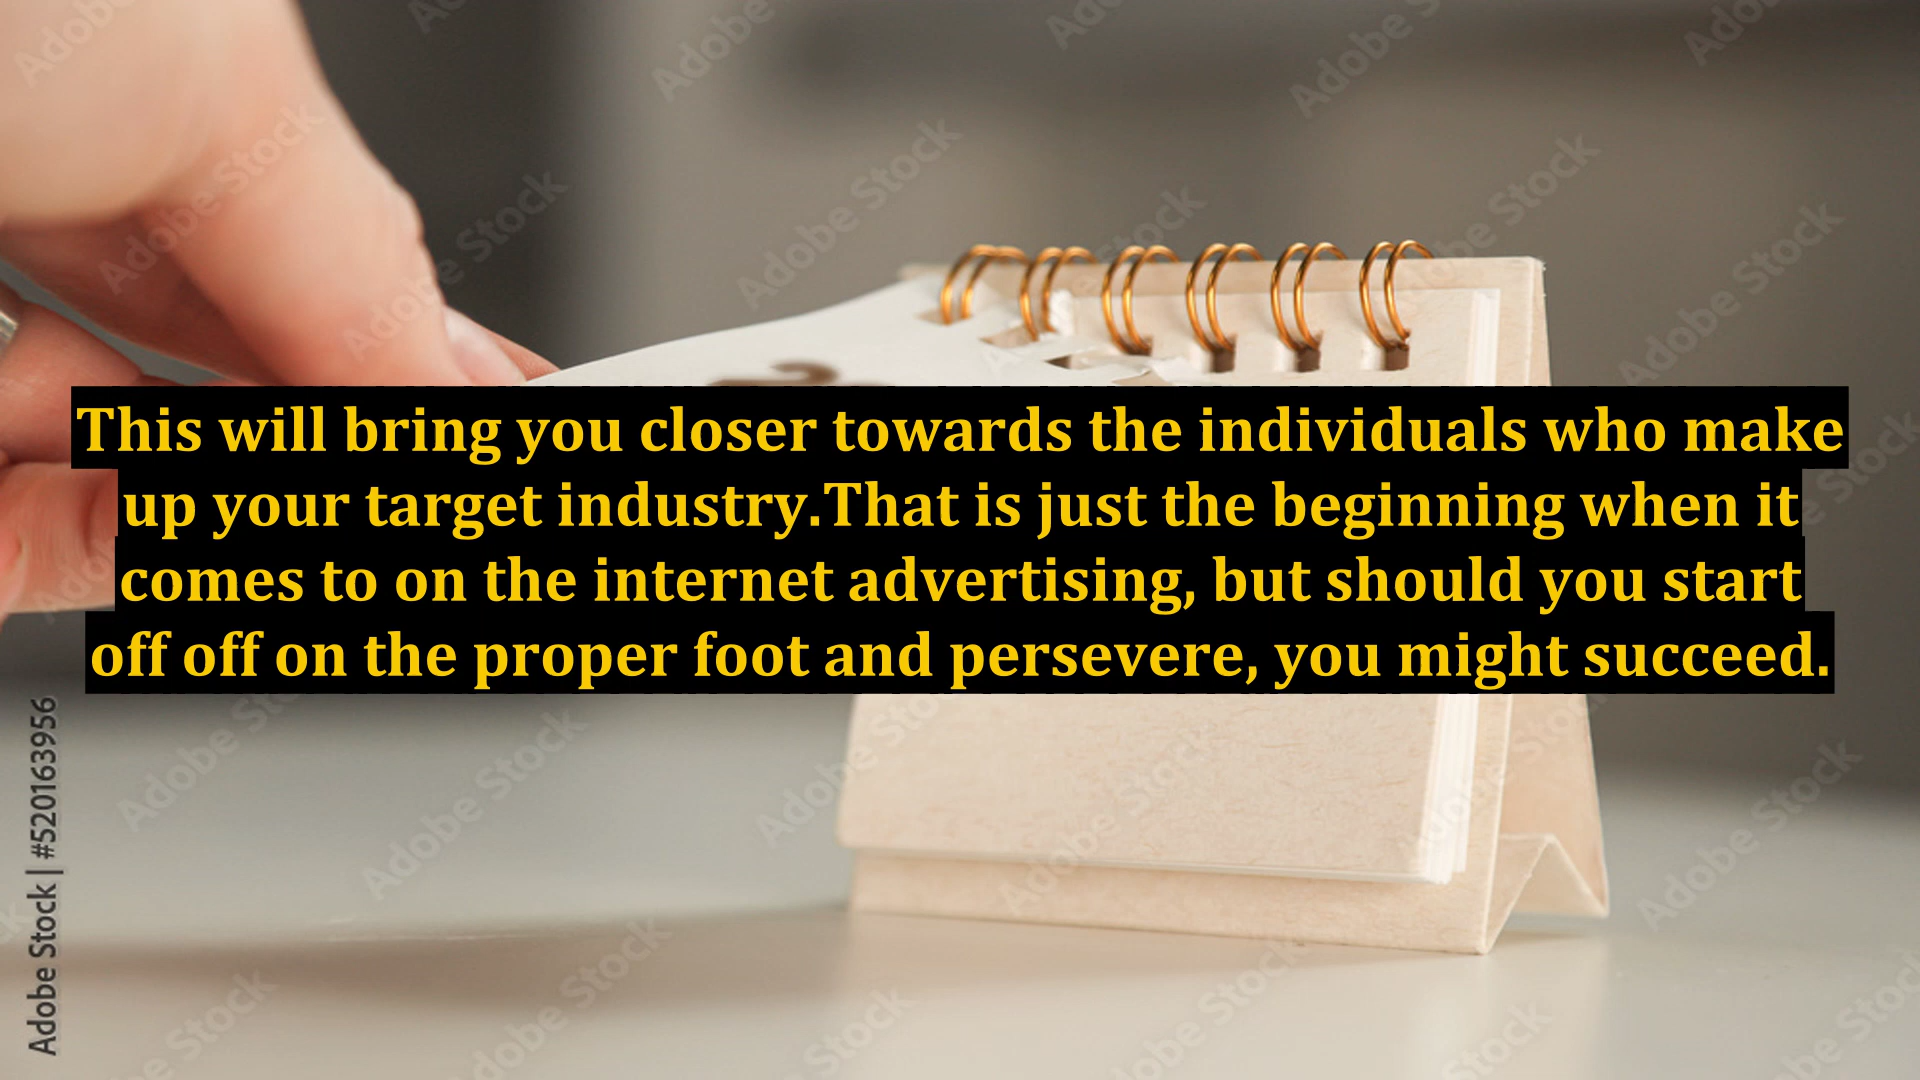 This will bring you closer towards the individuals who make
up your target industry.That is just the beginning when it
comes to on the internet advertising, but should you start
off off on the proper foot and persevere, you might succeed.
Adobe Stock | #520163956
Adobe Stock